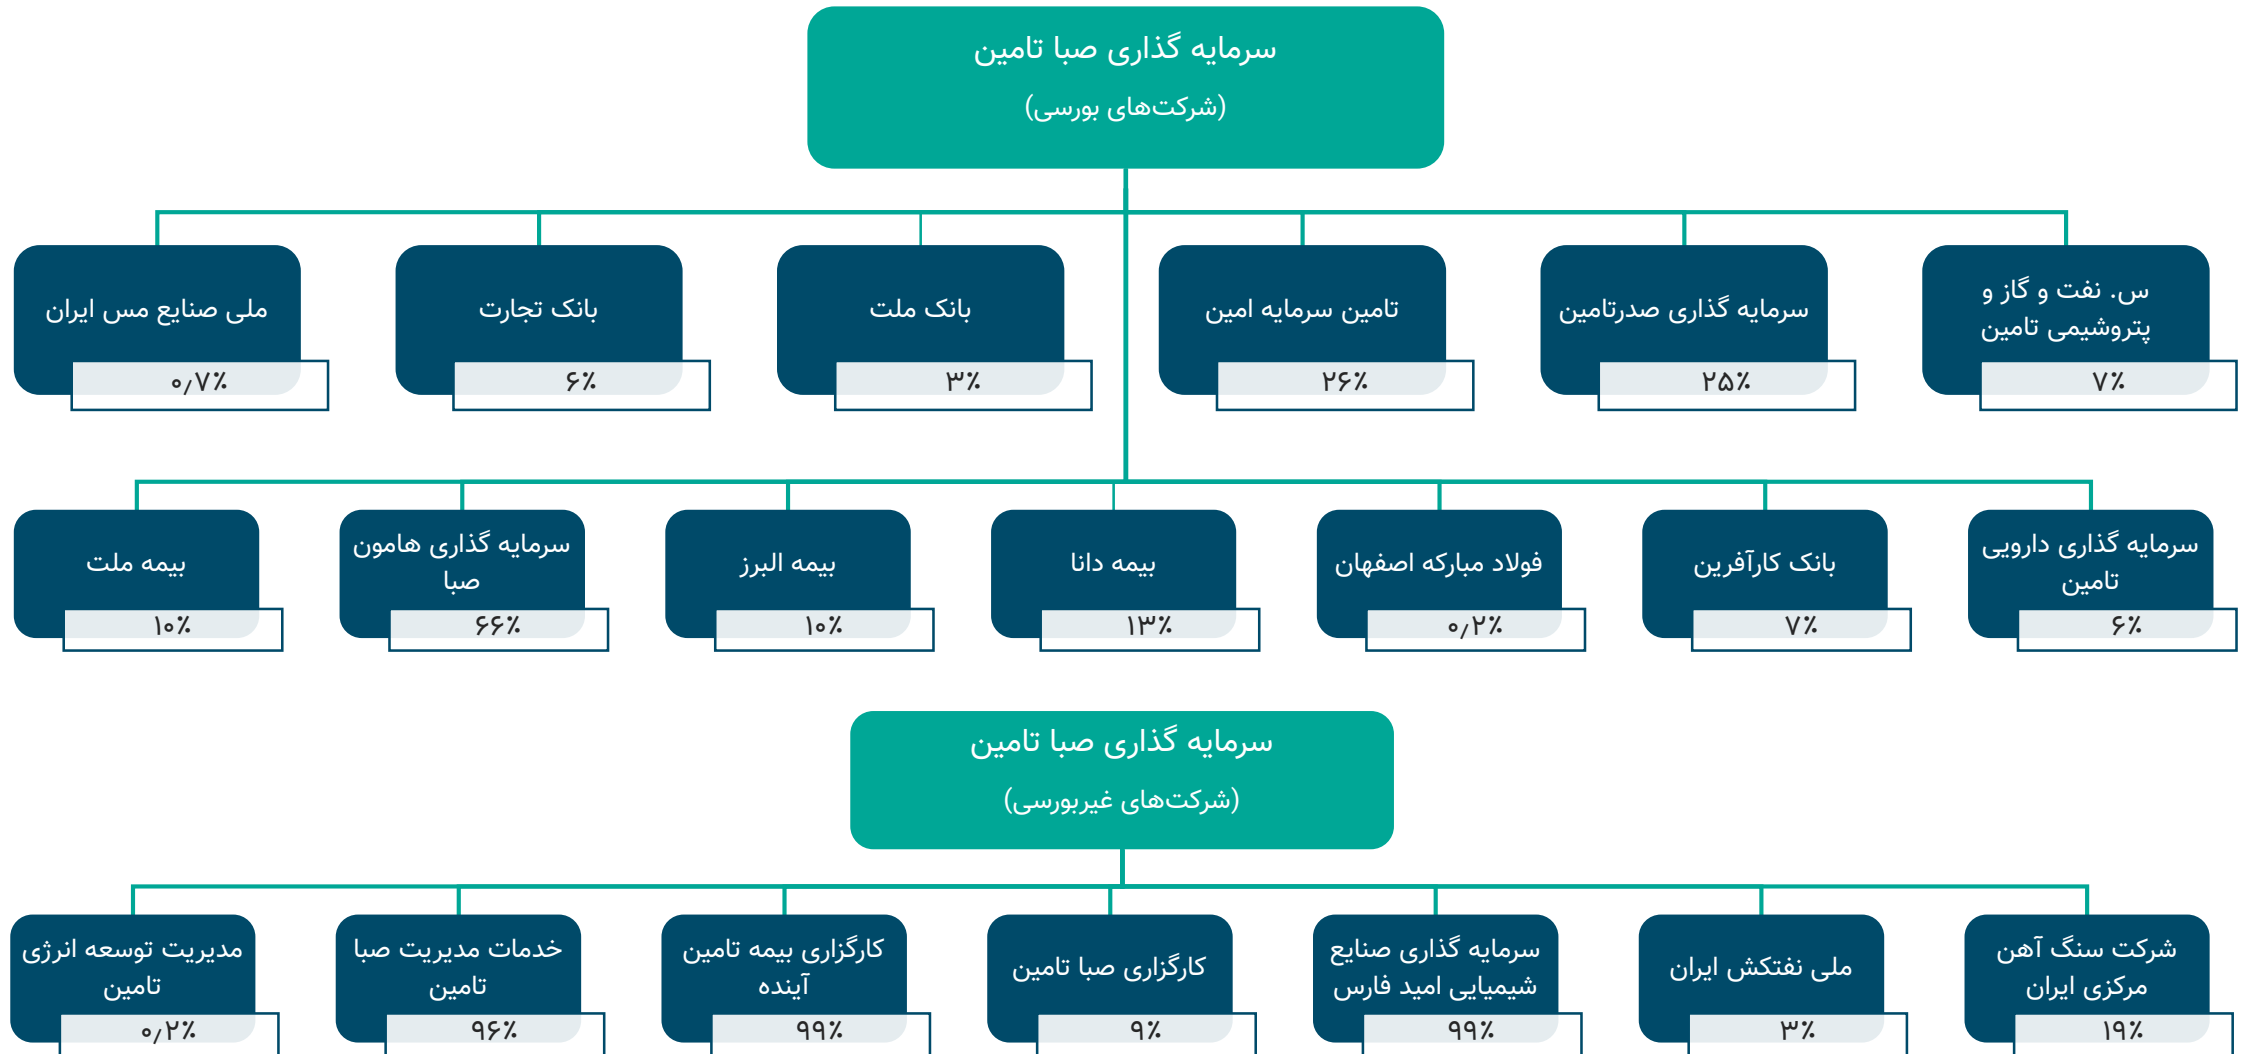 سرمایه گذاری صبا تامین
(شرکت‌های بورسی)
س. نفت و گاز و
پتروشیمی تامین
۷٪
سرمایه گذاری صدرتامین
۲۵٪
تامین سرمایه امین
۲۶٪
بانک ملت
۳٪
بانک تجارت
۶٪
ملی صنایع مس ایران
۰٫۷٪
سرمایه گذاری دارویی
تامین
۶٪
بانک کارآفرین
۷٪
فولاد مبارکه اصفهان
۰٫۲٪
بیمه دانا
۱۳٪
بیمه البرز
۱۰٪
سرمایه گذاری هامون
صبا
۶۶٪
بیمه ملت
۱۰٪
سرمایه گذاری صبا تامین
(شرکت‌های غیربورسی)
شرکت سنگ آهن
مرکزی ایران
۱۹٪
ملی نفتکش ایران
۳٪
سرمایه گذاری صنایع
شیمیایی امید فارس
۹۹٪
کارگزاری صبا تامین
۹٪
کارگزاری بیمه تامین
آینده
۹۹٪
خدمات مدیریت صبا
تامین
۹۶٪
مدیریت توسعه انرژی
تامین
۰٫۲٪